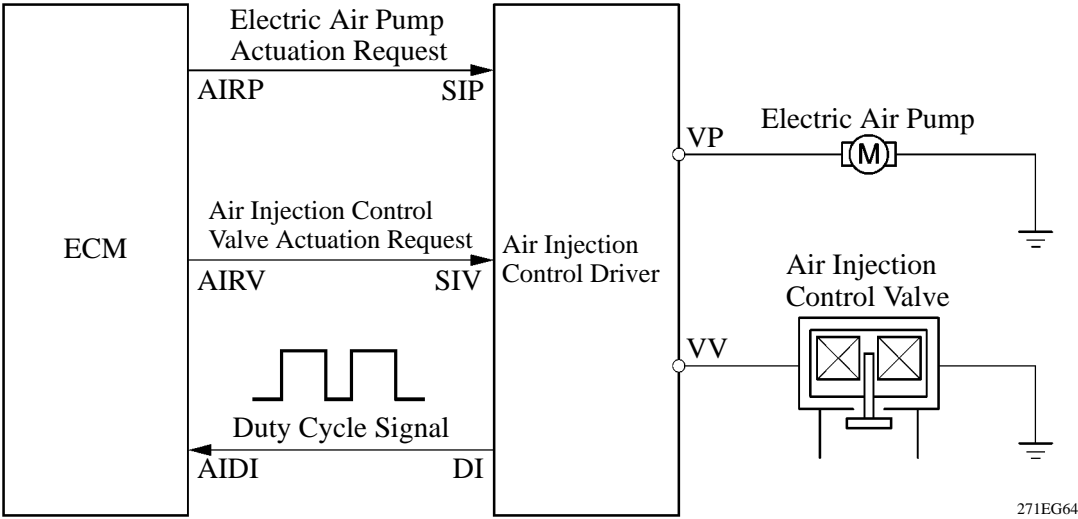 Electric Air Pump
Actuation Request
AIRP
SIP
VP
Electric Air Pump
M
ECM
Air Injection Control
Valve Actuation Request
AIRV
SIV
Air Injection
Control Driver
Air Injection
Control Valve
VV
Duty Cycle Signal
AIDI
DI
271EG64